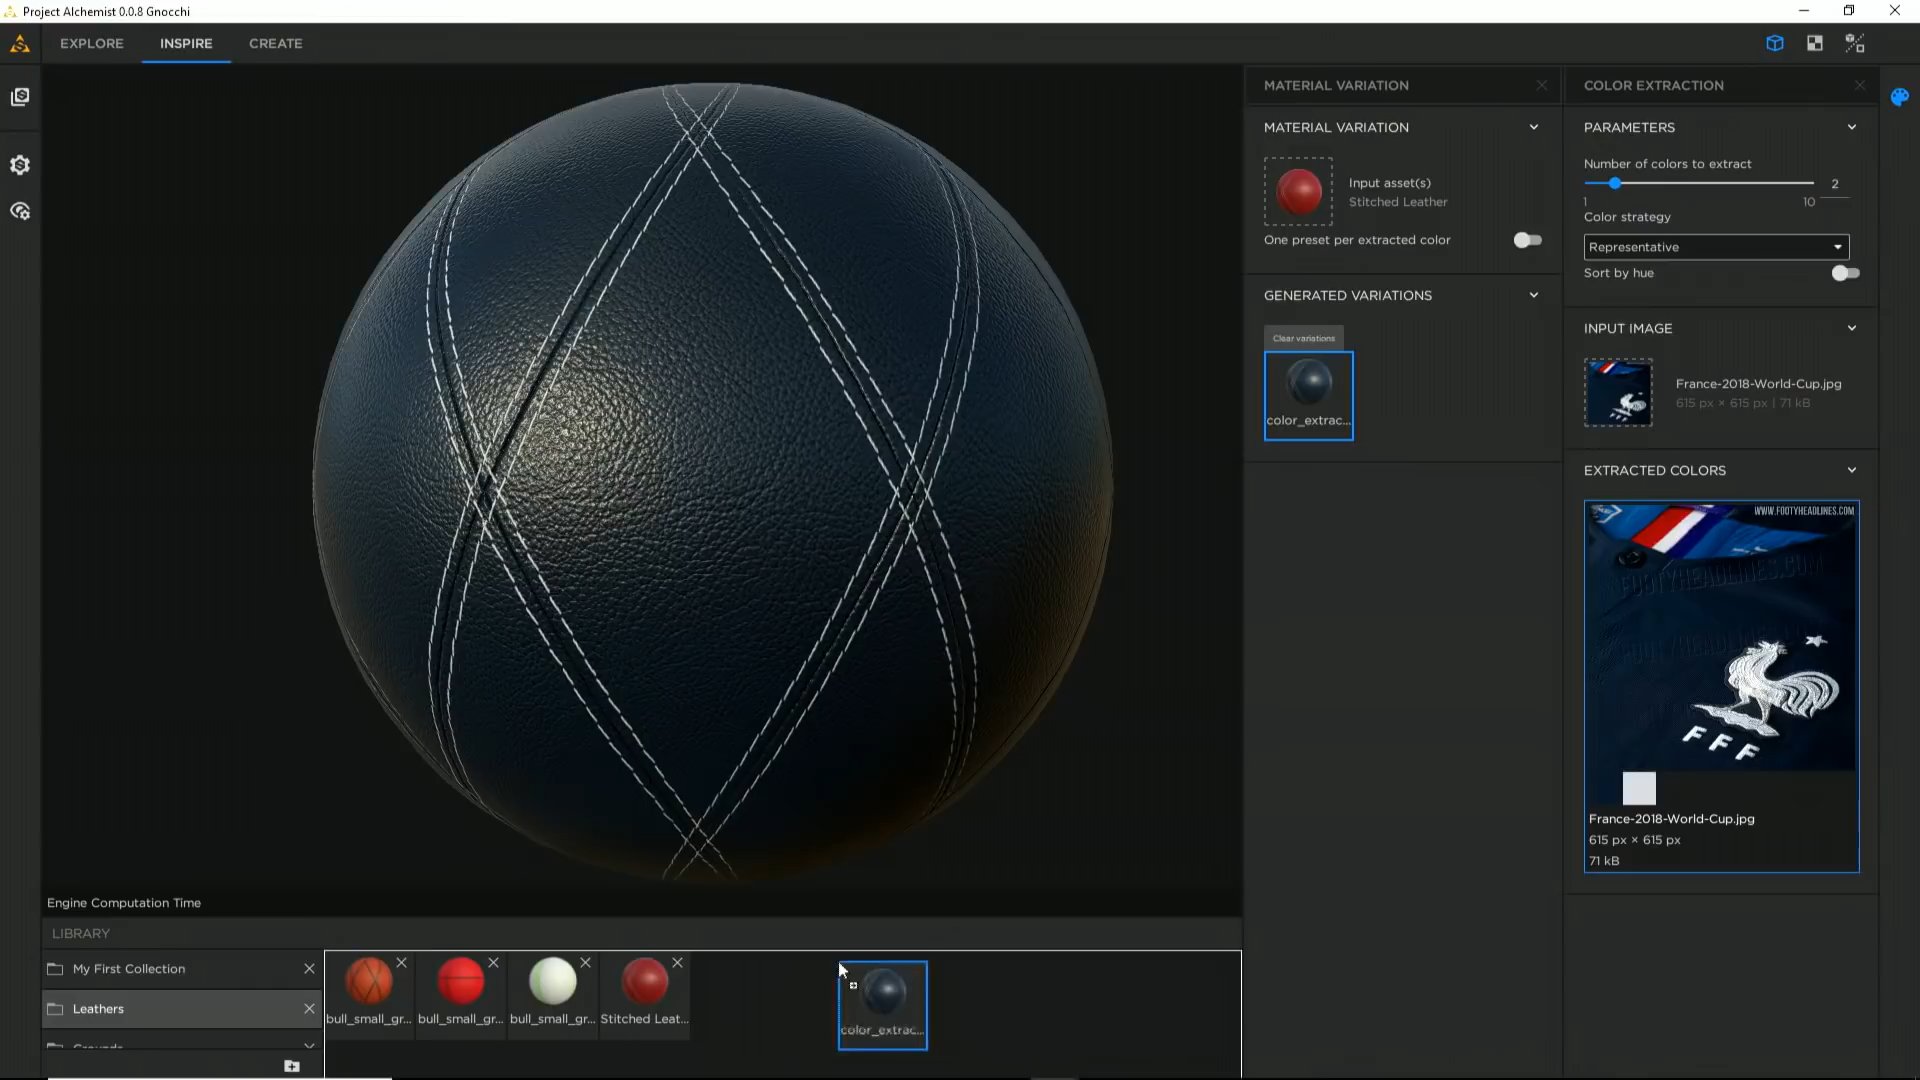 Project Alchemist 0.0.8 Gnocchi
EXPLORE
INSPIRE
CREATE
MATERIAL VARIATION
MATERIAL VARIATION
Input asset(s)
Stitched Leather
One preset per extracted color
GENERATED VARIATIONS
Clear variations
color_extrac...
COLOR EXTRACTION
PARAMETERS
Number of colors to extract
2
1
10
Color strategy
Representative
Sort by hue
INPUT IMAGE
France-2018-World-Cup.jpg
615 px × 615 px | 71 kB
EXTRACTED COLORS
WWW.FOOTYHEADLINES.COM
FOOTYHEADLINES.COM
FFF
France-2018-World-Cup.jpg
615 px × 615 px
71 kB
Engine Computation Time
LIBRARY
My First Collection
Leathers
Grounds
bull_small_gr...
bull_small_gr...
bull_small_gr...
Stitched Leat...
color_extrac...